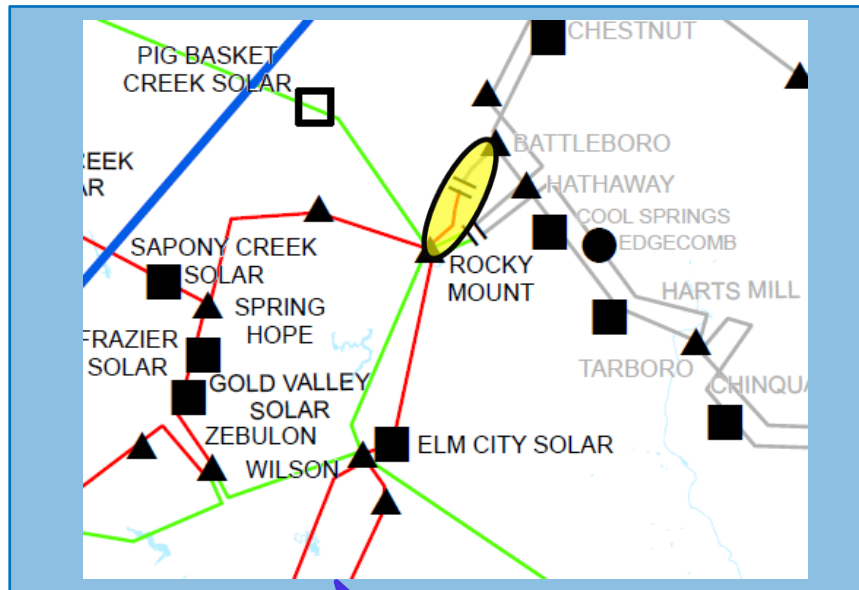 CHESTNUT
PIG BASKET
CREEK SOLAR
BATTLEBORO
REEK
AR
HATHAWAY
COOL SPRINGS
EDGECOMB
SAPONY CREEK
SOLAR
ROCKY
MOUNT
HARTS MILL
SPRING
HOPE
FRAZIER
SOLAR
TARBORO
GOLD VALLEY
SOLAR
CHINQUA
ZEBULON
WILSON
ELM CITY SOLAR